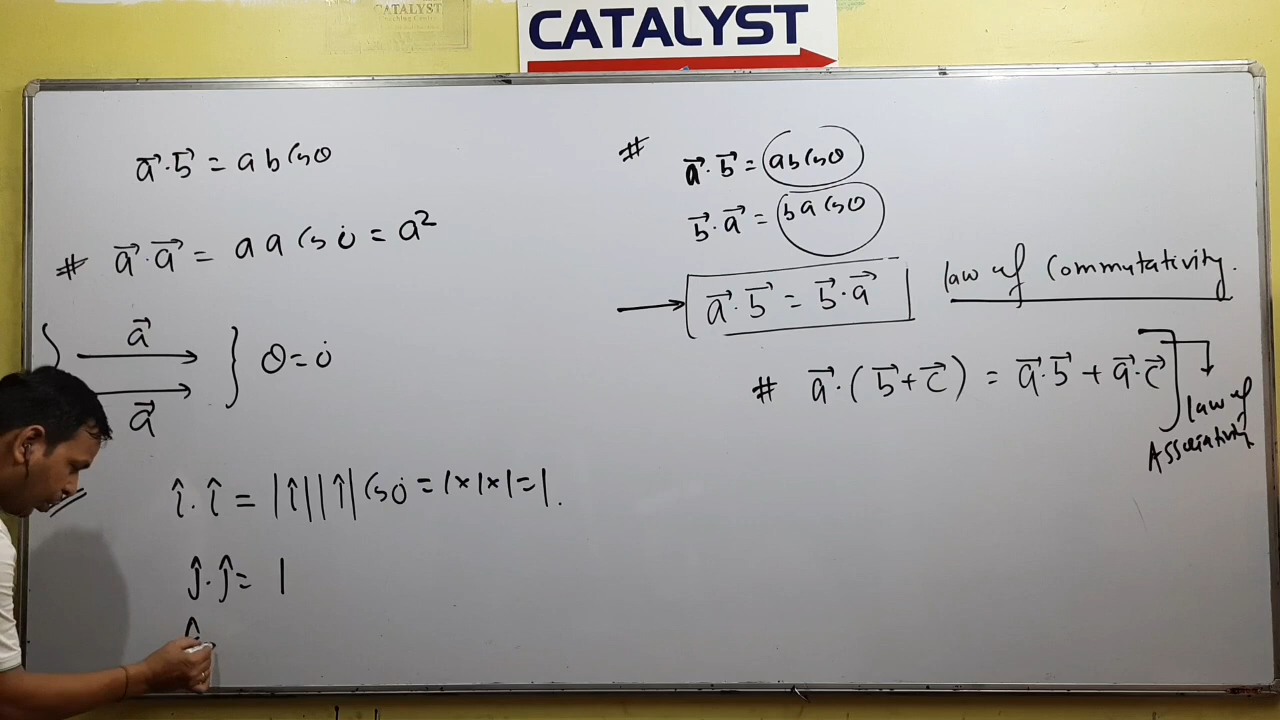 CATALYST
CATALYST
a⃗·b⃗ = ab cosθ
# a⃗·a⃗ = a a cos0 = a²
a⃗
a⃗
} θ = 0
î·î = |î||î| cos0 = 1×1×1 = 1.
ĵ·ĵ = 1
#
a⃗·b⃗ = ab cosθ
b⃗·a⃗ = ba cosθ
→ a⃗·b⃗ = b⃗·a⃗ law of Commutativity.
# a⃗·(b⃗+c⃗) = a⃗·b⃗ + a⃗·c⃗
law of
Associativity